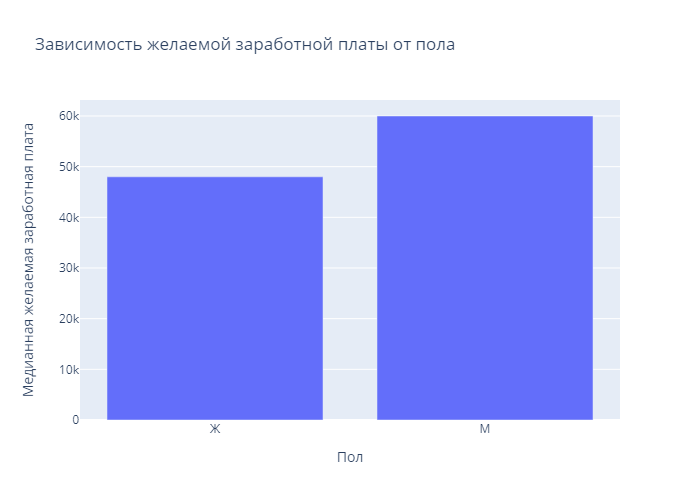 Зависимость желаемой заработной платы от пола
Медианная желаемая заработная плата
60k
50k
40k
30k
20k
10k
0
Ж
М
Пол